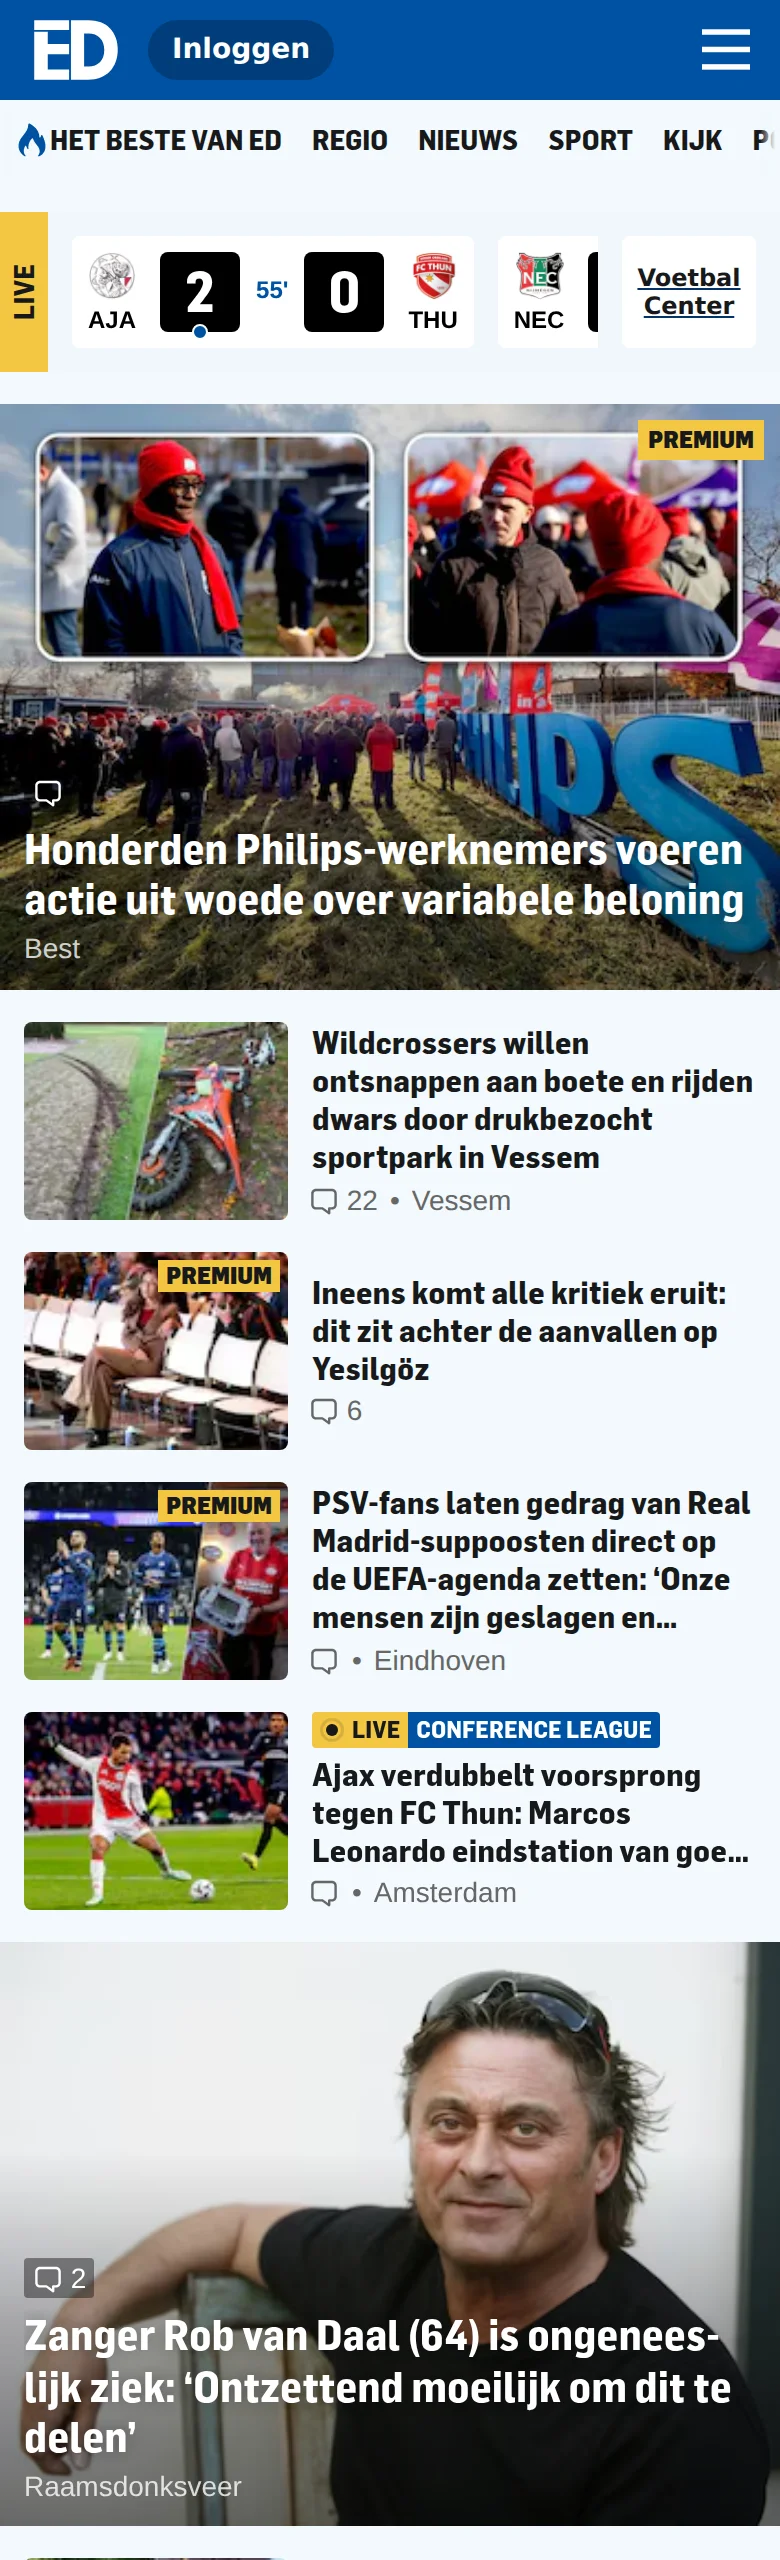 ED
Inloggen
HET BESTE VAN ED
REGIO
NIEUWS
SPORT
KIJK
LIVE
AJA
2
55'
0
FC THUN
THU
NEC
NEC
Voetbal
Center
PREMIUM
Honderden Philips-werknemers voeren
actie uit woede over variabele beloning
Best
Wildcrossers willen
ontsnappen aan boete en rijden
dwars door drukbezocht
sportpark in Vessem
22 • Vessem
PREMIUM
Ineens komt alle kritiek eruit:
dit zit achter de aanvallen op
Yesilgöz
6
PREMIUM
PSV-fans laten gedrag van Real
Madrid-suppoosten direct op
de UEFA-agenda zetten: ‘Onze
mensen zijn geslagen en...
• Eindhoven
LIVE CONFERENCE LEAGUE
Ajax verdubbelt voorsprong
tegen FC Thun: Marcos
Leonardo eindstation van goe...
• Amsterdam
2
Zanger Rob van Daal (64) is ongenees-
lijk ziek: ‘Ontzettend moeilijk om dit te
delen’
Raamsdonksveer